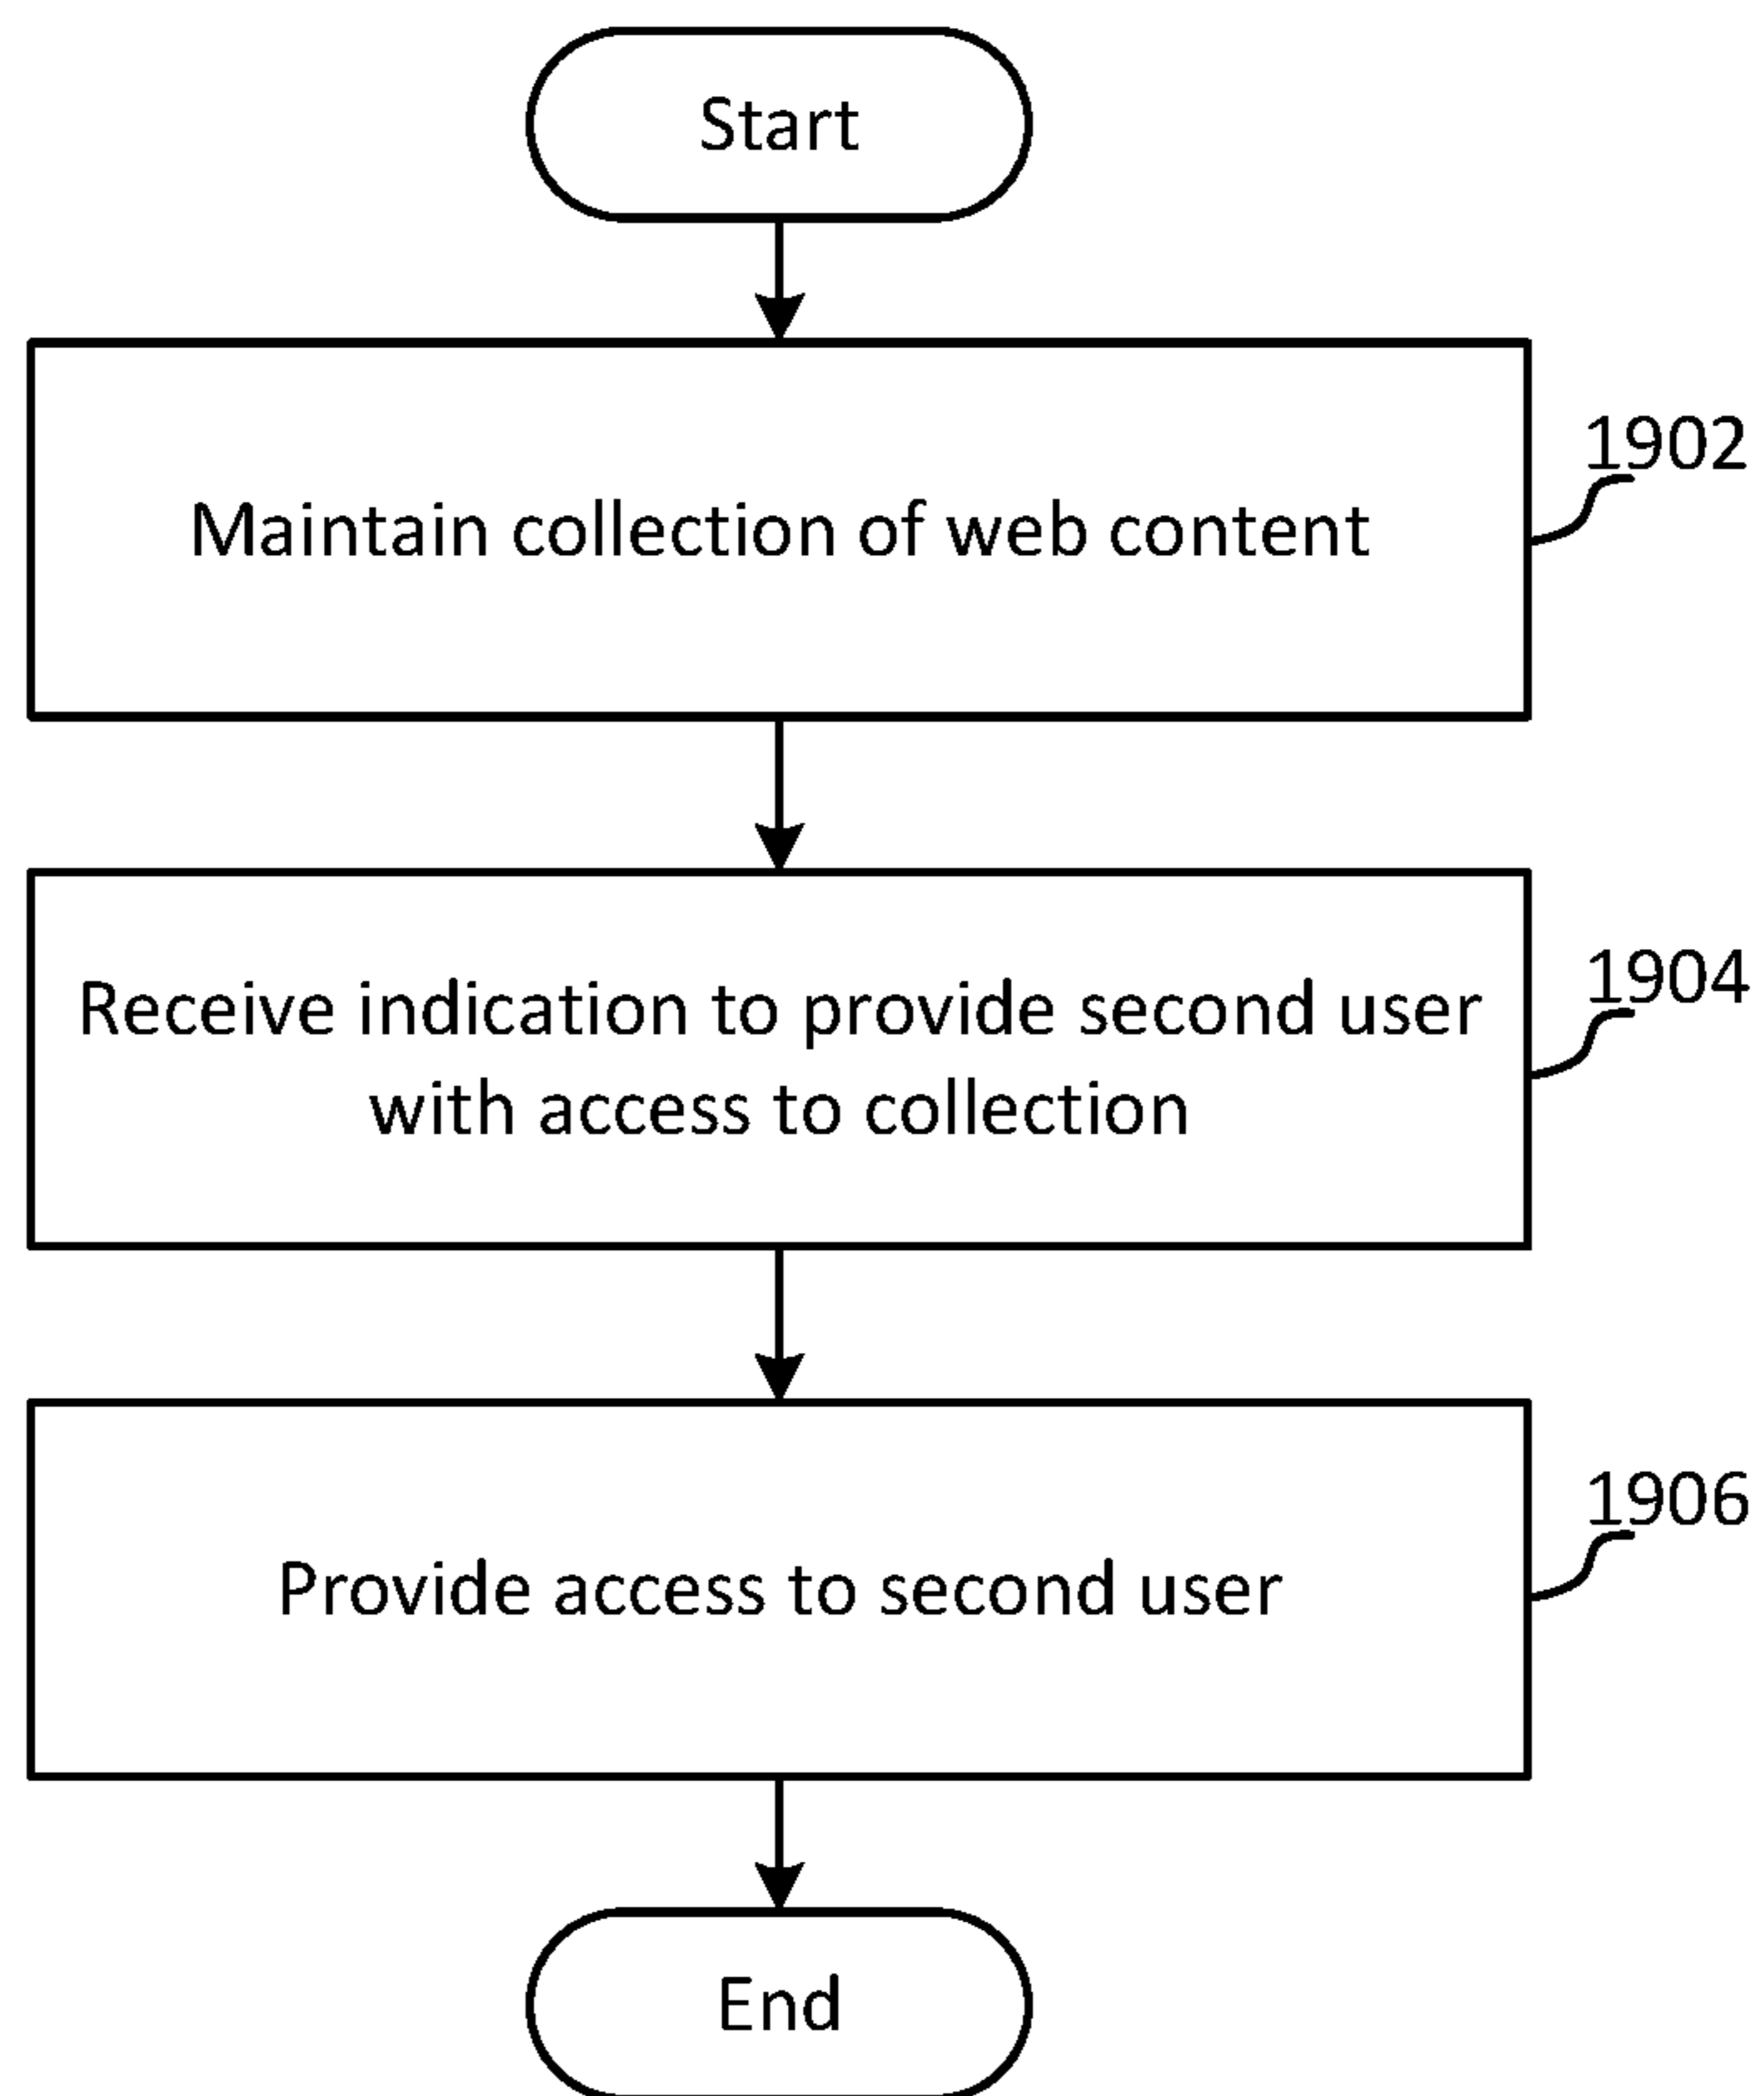 Start
Maintain collection of web content
1902
Receive indication to provide second user
with access to collection
1904
Provide access to second user
1906
End